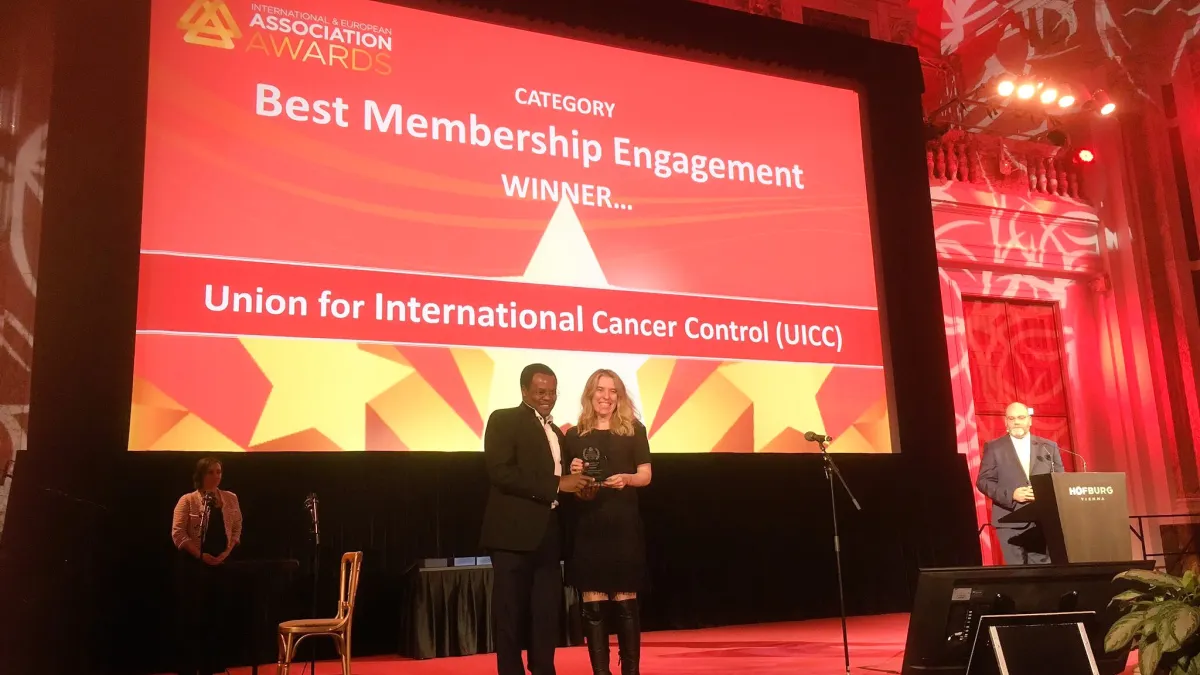 INTERNATIONAL & EUROPEAN
ASSOCIATION
AWARDS
CATEGORY
Best Membership Engagement
WINNER...
Union for International Cancer Control (UICC)
HOFBURG
VIENNA